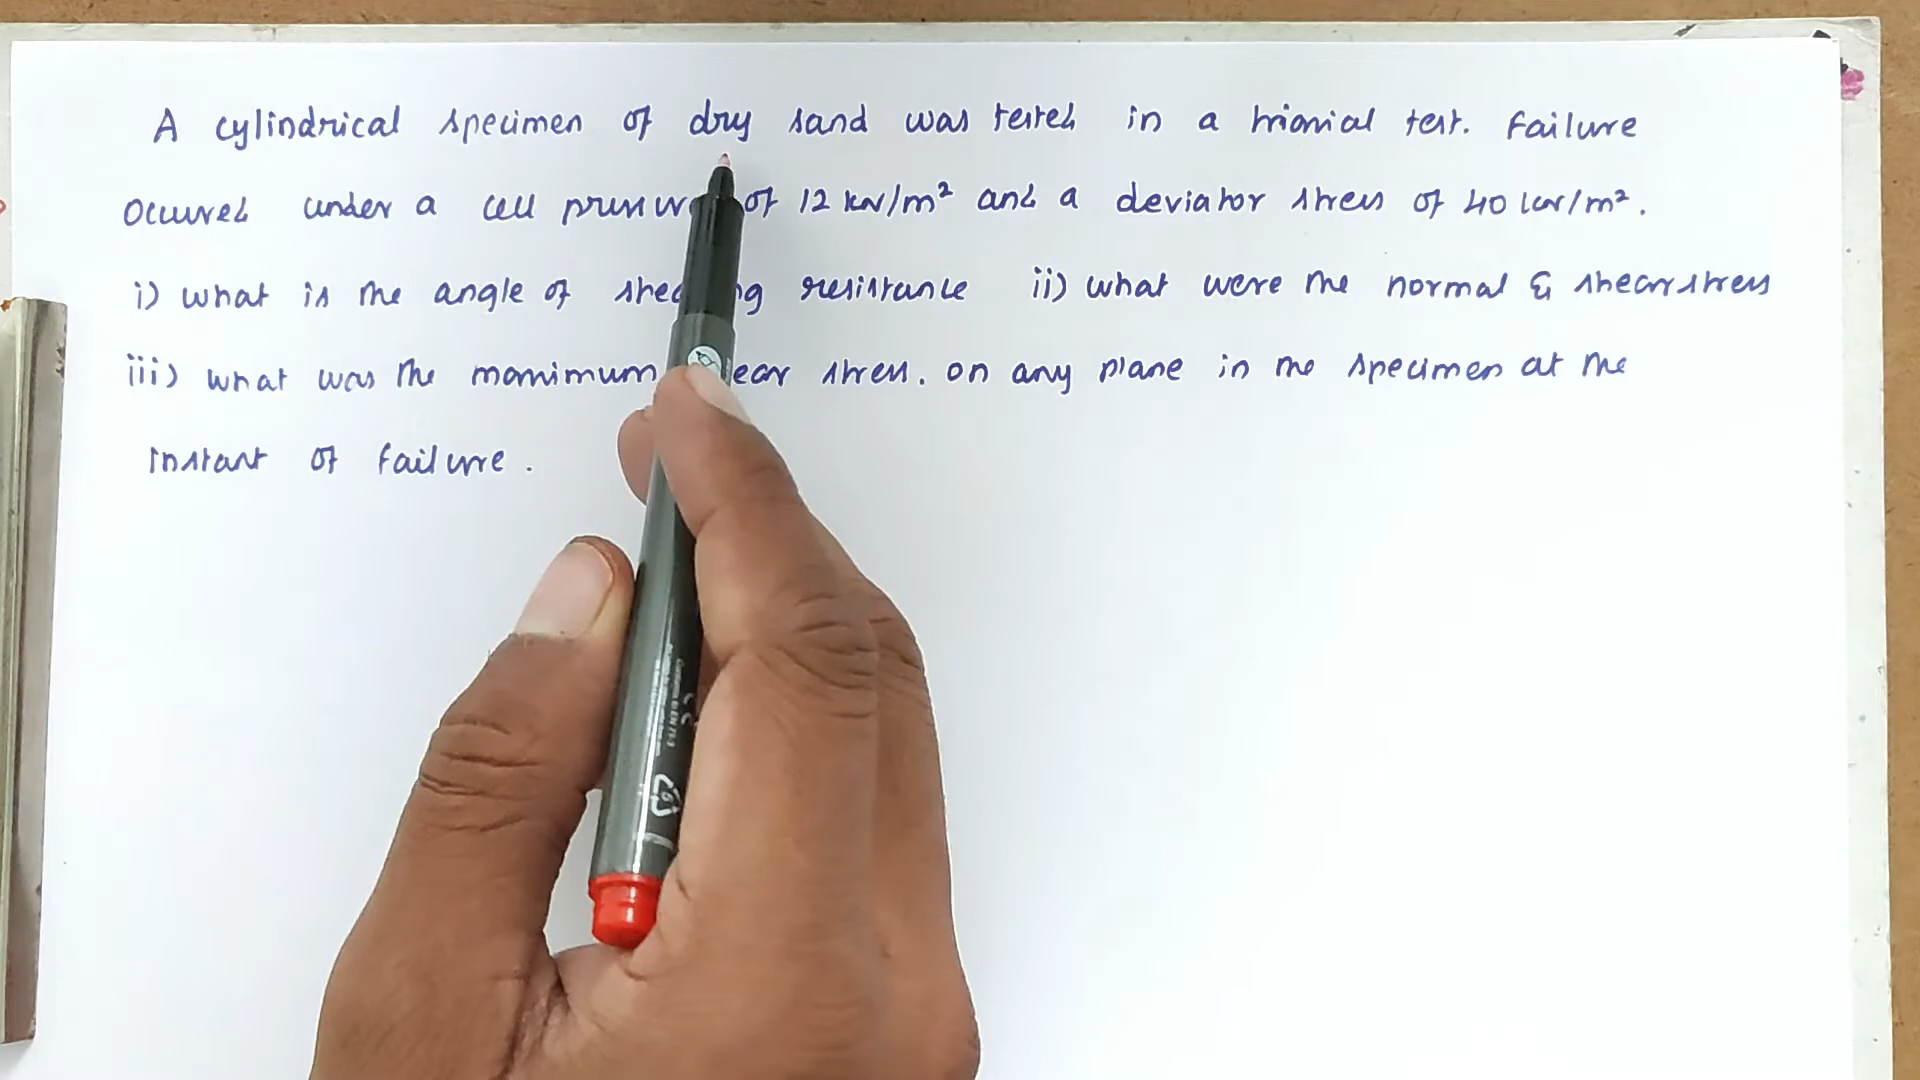 A cylindrical specimen of dry sand was tested in a triaxial test. Failure
Occured under a cell pressure of 12 kN/m² and a deviator stress of 40 kN/m².
i) what is the angle of shearing resistance ii) what were the normal & shear stress
iii) what was the maximum shear stress. on any plane in the specimen at the
instant of failure.